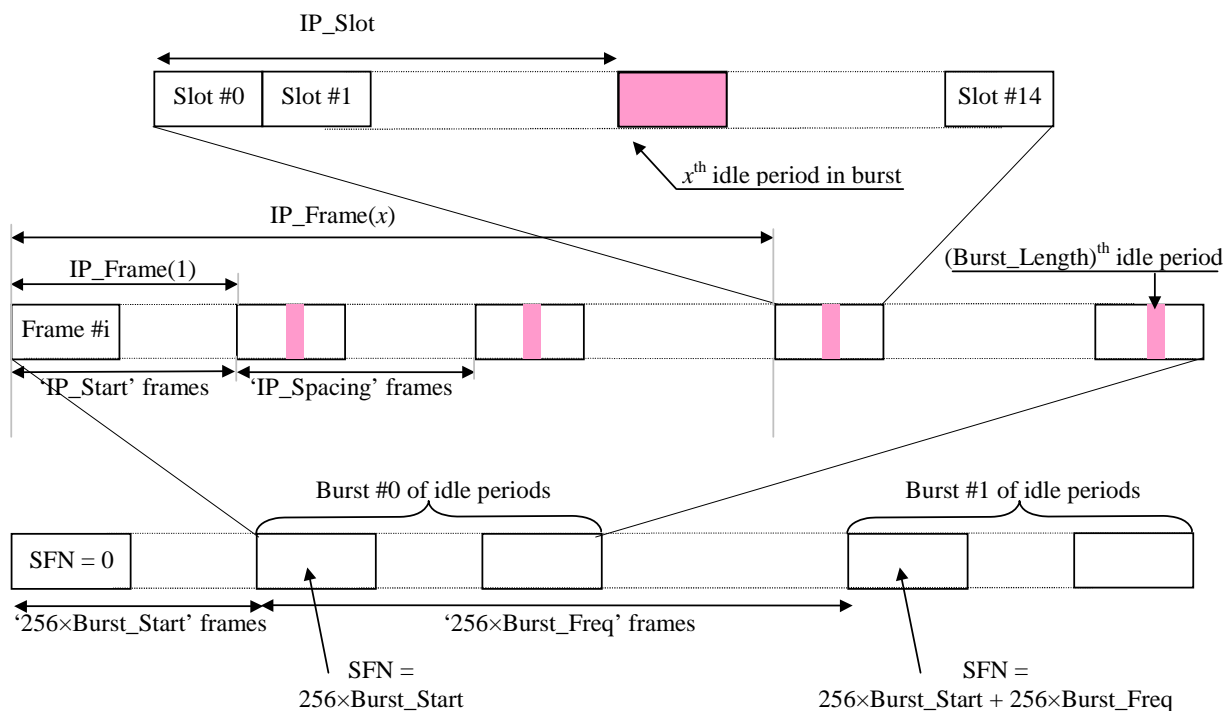 IP_Slot
Slot #0 Slot #1 Slot #14
xth idle period in burst
IP_Frame(x)
IP_Frame(1)
(Burst_Length)th idle period
Frame #i
‘IP_Start’ frames ‘IP_Spacing’ frames
Burst #0 of idle periods Burst #1 of idle periods
SFN = 0
‘256×Burst_Start’ frames ‘256×Burst_Freq’ frames
SFN =
256×Burst_Start
SFN =
256×Burst_Start + 256×Burst_Freq